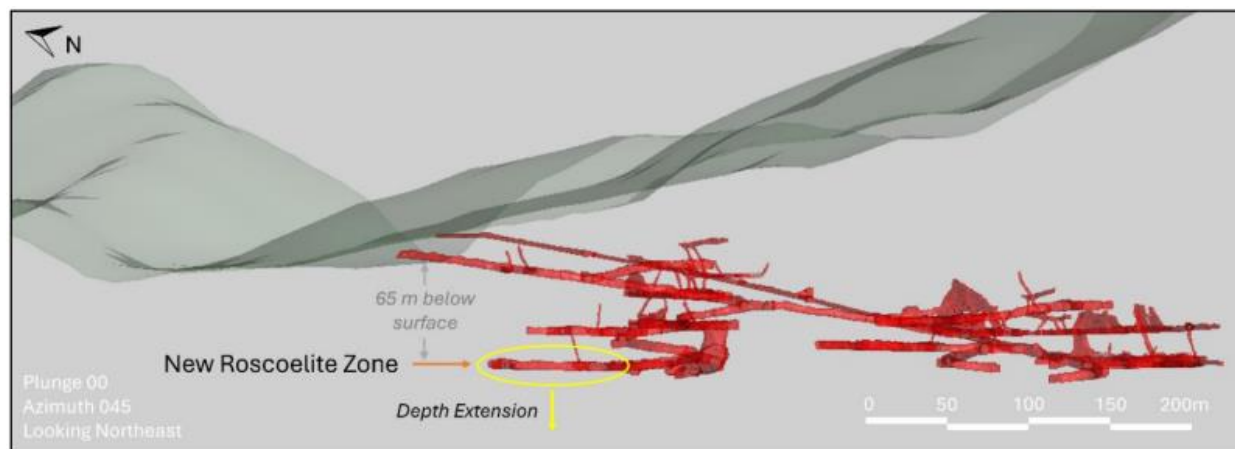 N
65 m below
surface
New Roscoelite Zone
Depth Extension
Plunge 00
Azimuth 045
Looking Northeast
0 50 100 150 200m